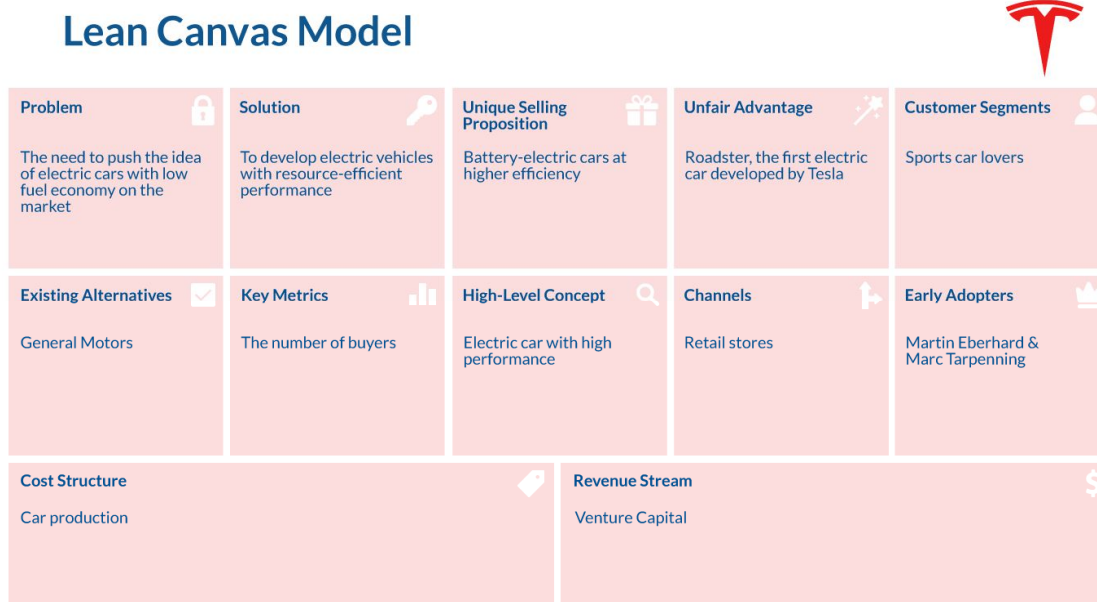 Lean Canvas Model
Problem
The need to push the idea
of electric cars with low
fuel economy on the
market
Solution
To develop electric vehicles
with resource-efficient
performance
Unique Selling
Proposition
Battery-electric cars at
higher efficiency
Unfair Advantage
Roadster, the first electric
car developed by Tesla
Customer Segments
Sports car lovers
Existing Alternatives
General Motors
Key Metrics
The number of buyers
High-Level Concept
Electric car with high
performance
Channels
Retail stores
Early Adopters
Martin Eberhard &
Marc Tarpenning
Cost Structure
Car production
Revenue Stream
Venture Capital